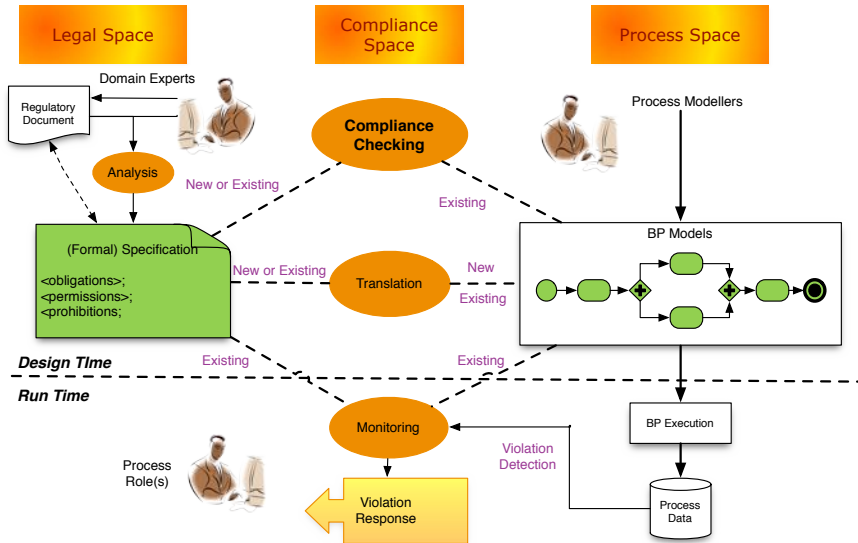 Legal Space
Compliance
Space
Process Space
Domain Experts
Regulatory
Document
Process Modellers
Compliance
Checking
Analysis
New or Existing
Existing
(Formal) Specification
<obligations>;
<permissions>;
<prohibitions;
New or Existing
Translation
New
Existing
BP Models
Existing
Existing
Design TIme
Run Time
Monitoring
BP Execution
Process
Role(s)
Violation
Detection
Violation
Response
Process
Data